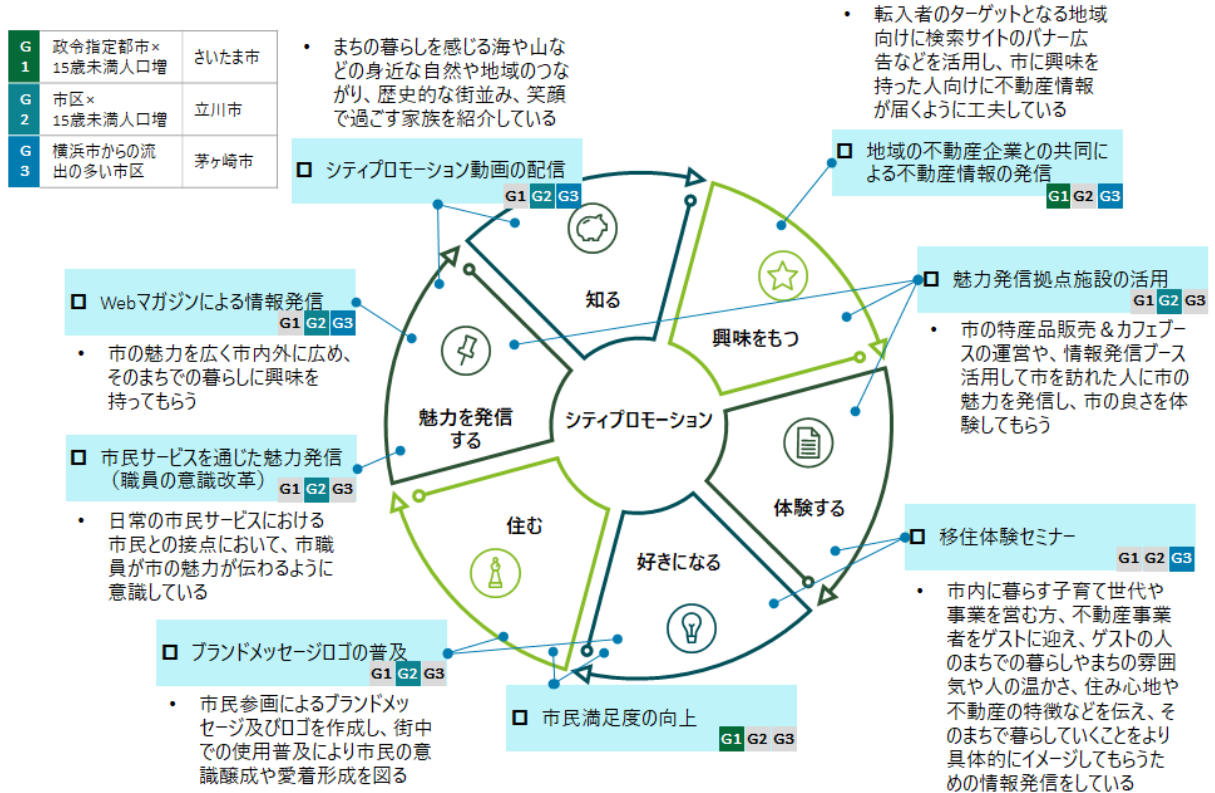 G
1
政令指定都市×
15歳未満人口増
さいたま市
G
2
市区×
15歳未満人口増
立川市
G
3
横浜市からの流
出の多い市区
茅ヶ崎市
• まちの暮らしを感じる海や山な
どの身近な自然や地域のつな
がり、歴史的な街並み、笑顔
で過ごす家族を紹介している
シティプロモーション動画の配信
G1 G2 G3
• 転入者のターゲットとなる地域
向けに検索サイトのバナー広
告などを活用し、市に興味を
持った人向けに不動産情報
が届くように工夫している
地域の不動産企業との共同に
よる不動産情報の発信
G1 G2 G3
魅力発信拠点施設の活用
G1 G2 G3
• 市の特産品販売＆カフェブー
スの運営や、情報発信ブース
活用して市を訪れた人に市の
魅力を発信し、市の良さを体
験してもらう
Webマガジンによる情報発信
G1 G2 G3
• 市の魅力を広く市内外に広め、
そのまちでの暮らしに興味を
持ってもらう
市民サービスを通じた魅力発信
（職員の意識改革）
G1 G2 G3
• 日常の市民サービスにおける
市民との接点において、市職
員が市の魅力が伝わるように
意識している
知る
興味をもつ
体験する
好きになる
住む
魅力を発信
する
シティプロモーション
移住体験セミナー
G1 G2 G3
• 市内に暮らす子育て世代や
事業を営む方、不動産事業
者をゲストに迎え、ゲストの人
のまちでの暮らしやまちの雰囲
気や人の温かさ、住み心地や
不動産の特徴などを伝え、そ
のまちで暮らしていくことをより
具体的にイメージしてもらうた
めの情報発信をしている
ブランドメッセージロゴの普及
G1 G2 G3
• 市民参画によるブランドメッ
セージ及びロゴを作成し、街中
での使用普及により市民の意
識醸成や愛着形成を図る
市民満足度の向上
G1 G2 G3